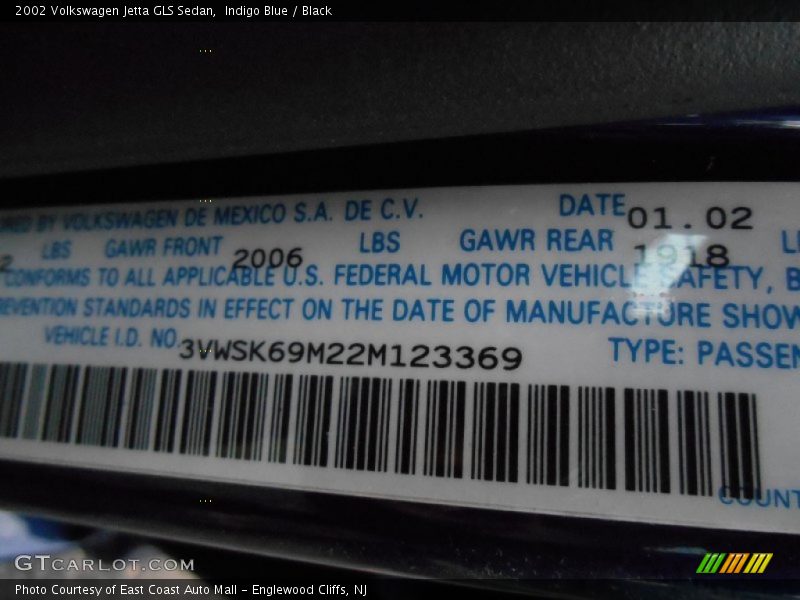 2002 Volkswagen Jetta GLS Sedan, Indigo Blue / Black
BY VOLKSWAGEN DE MEXICO S.A. DE C.V. DATE 01.02
2 LBS GAWR FRONT 2006 LBS GAWR REAR 1918
CONFORMS TO ALL APPLICABLE U.S. FEDERAL MOTOR VEHICLE SAFETY,
STANDARDS IN EFFECT ON THE DATE OF MANUFACTURE SHOW
VEHICLE I.D. NO. 3VWSK69M22M123369 TYPE: PASSEN
COUNT
GTCARLOT.COM
Photo Courtesy of East Coast Auto Mall - Englewood Cliffs, NJ